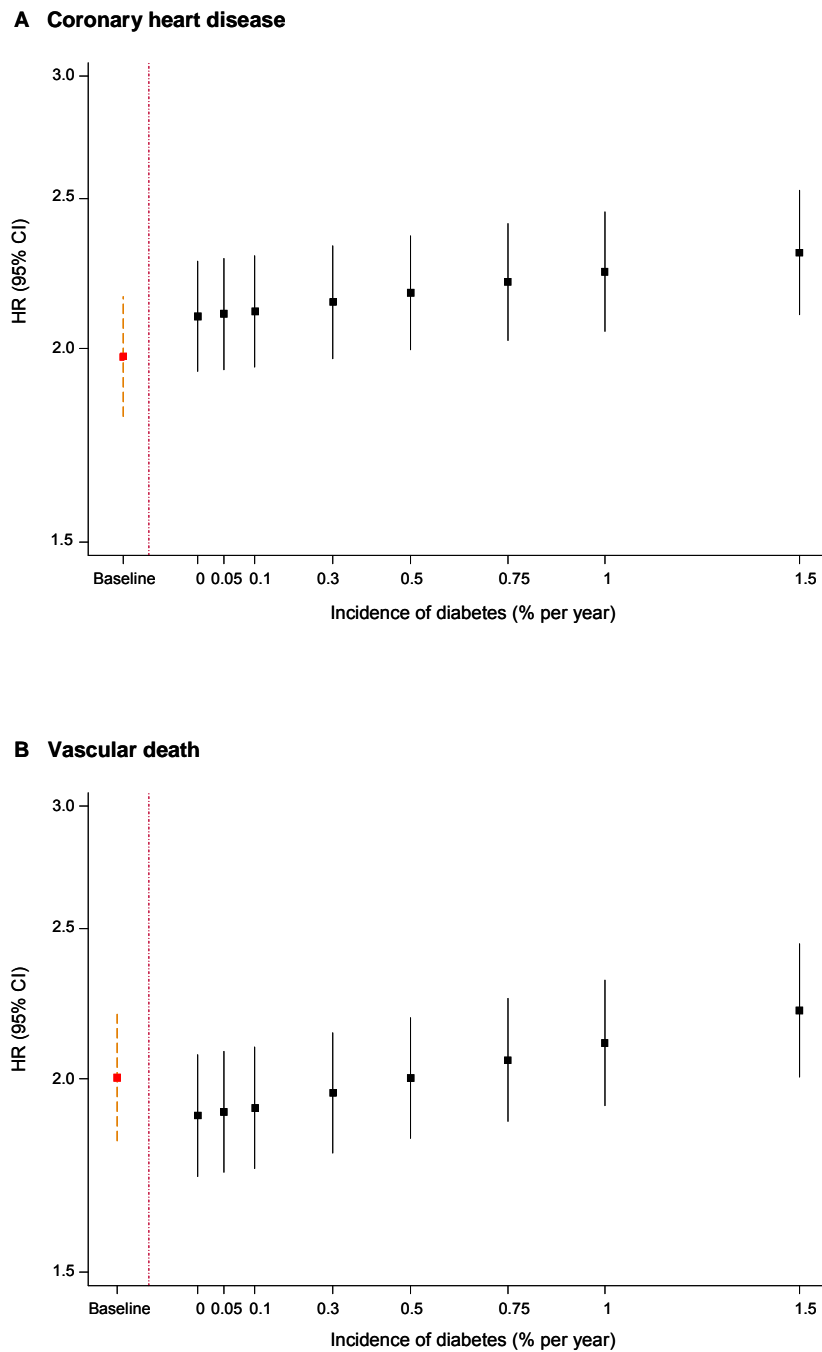 A Coronary heart disease
3.0
2.5
2.0
1.5
HR (95% CI)
Baseline 0 0.05 0.1 0.3 0.5 0.75 1 1.5
Incidence of diabetes (% per year)
B Vascular death
3.0
2.5
2.0
1.5
HR (95% CI)
Baseline 0 0.05 0.1 0.3 0.5 0.75 1 1.5
Incidence of diabetes (% per year)